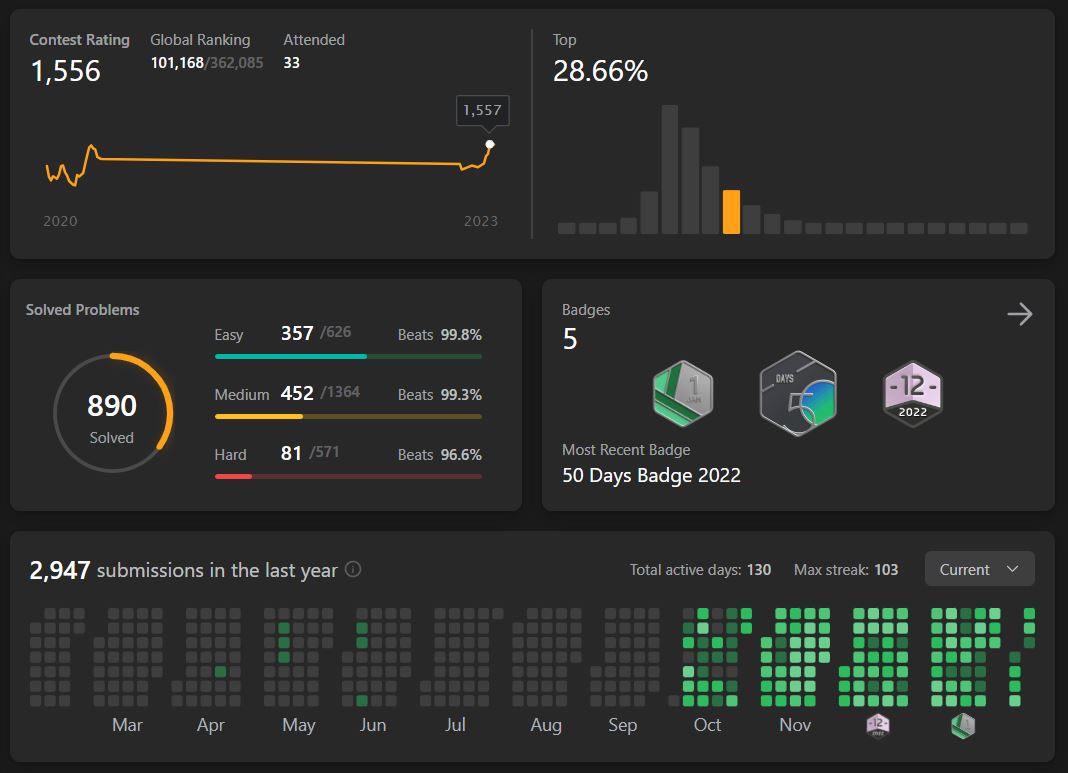 Contest Rating Global Ranking Attended
1,556 101,168/362,085 33
1,557
2020 2023
Top
28.66%
Solved Problems
890
Solved
Easy 357 /626 Beats 99.8%
Medium 452 /1364 Beats 99.3%
Hard 81 /571 Beats 96.6%
Badges
5
1
JAN
DAYS
5
-12-
2022
Most Recent Badge
50 Days Badge 2022
2,947 submissions in the last year Total active days: 130 Max streak: 103 Current
Mar Apr May Jun Jul Aug Sep Oct Nov -12-